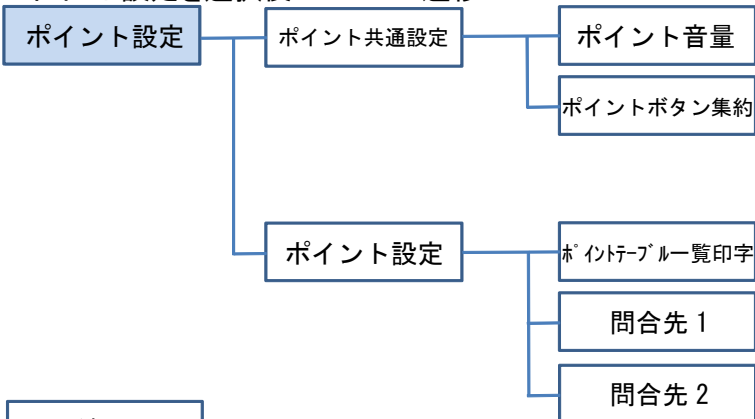 ポイント設定
ポイント共通設定
ポイント音量
ポイントボタン集約
ポイント設定
ﾎﾟｲﾝﾄﾃｰﾌﾞﾙ一覧印字
問合先 1
問合先 2